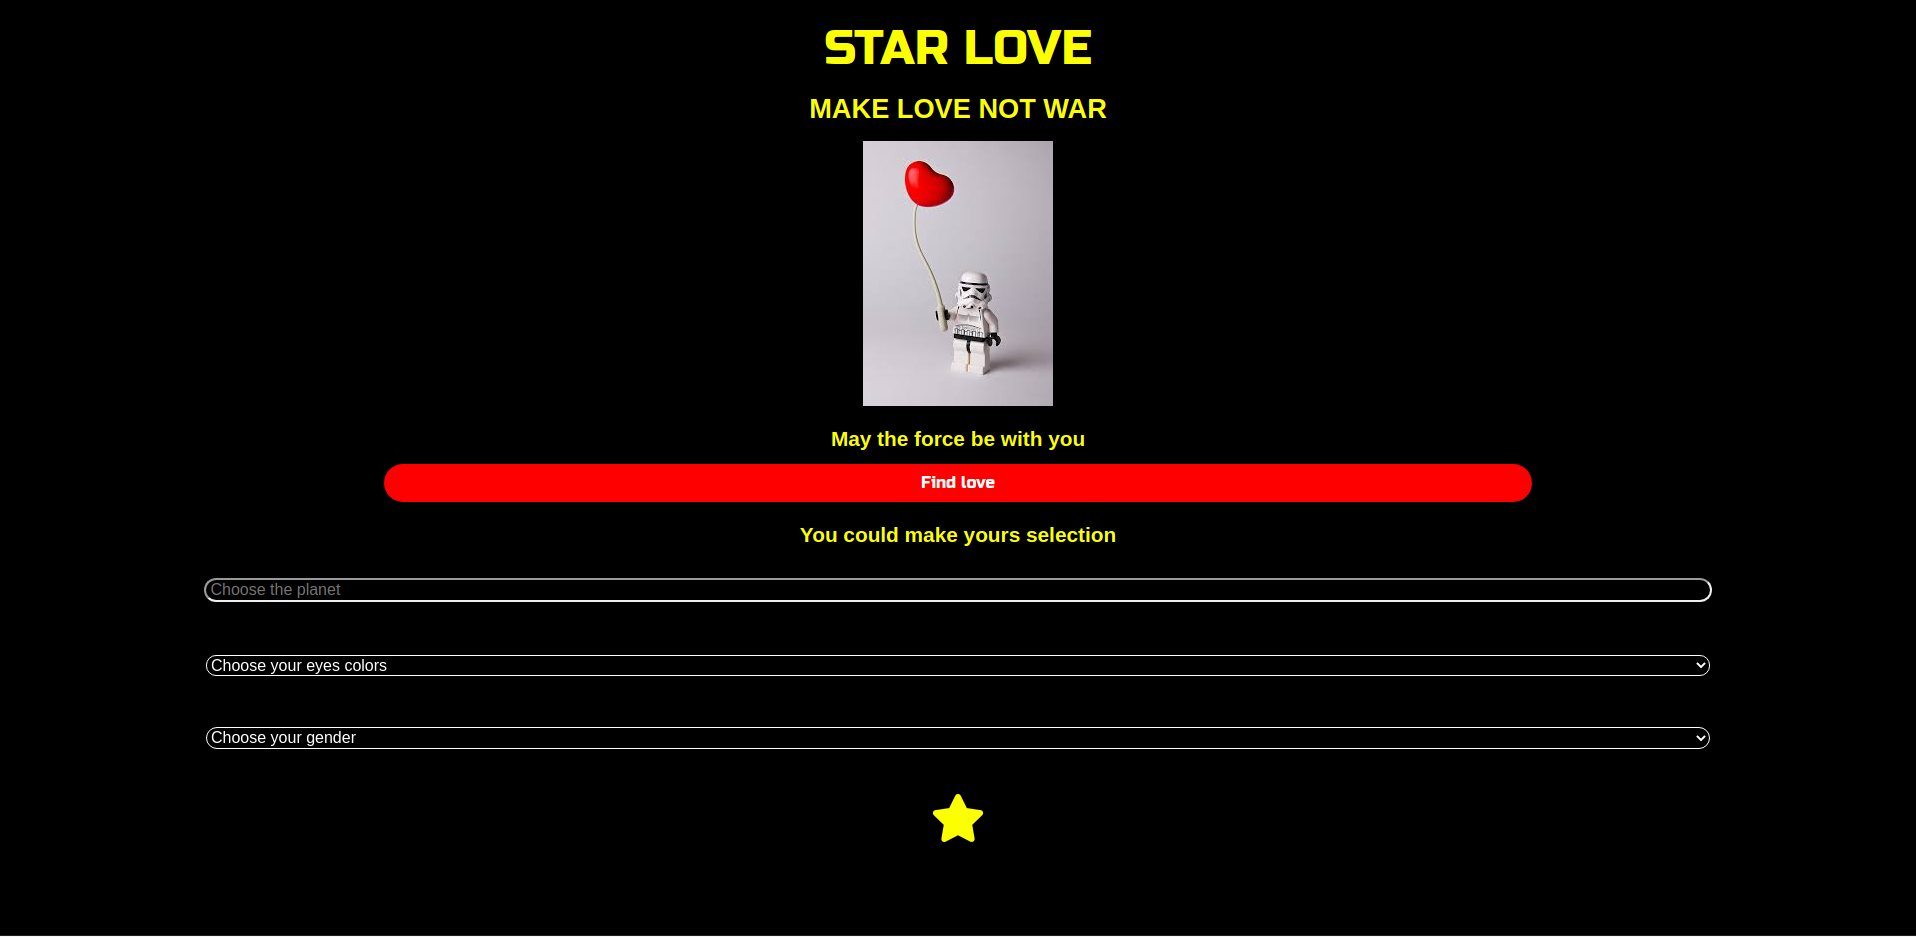 STAR LOVE
MAKE LOVE NOT WAR
May the force be with you
Find love
You could make yours selection
Choose the planet
Choose your eyes colors
Choose your gender